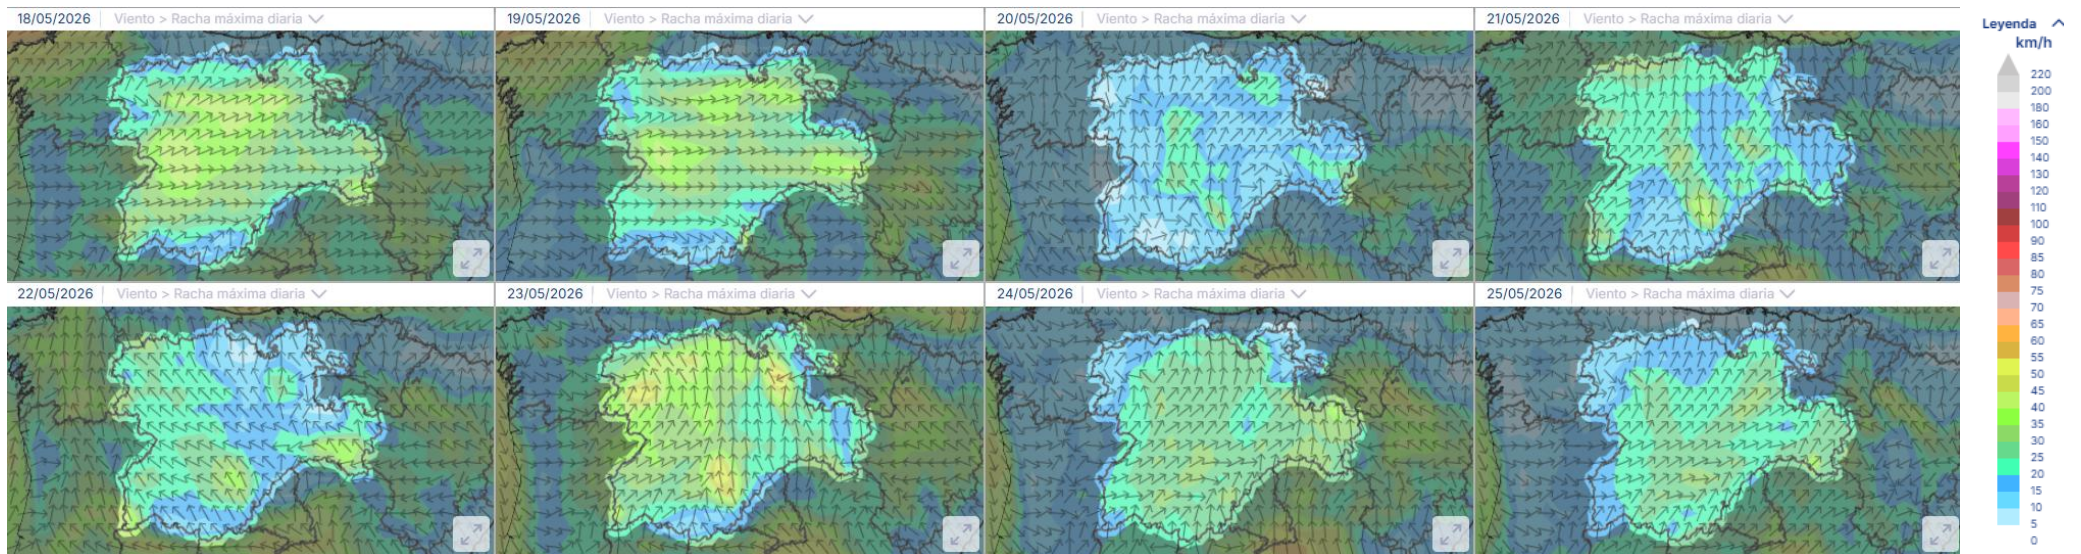 18/05/2026 Viento > Racha máxima diaria
19/05/2026 Viento > Racha máxima diaria
20/05/2026 Viento > Racha máxima diaria
21/05/2026 Viento > Racha máxima diaria
Leyenda
km/h
220
200
180
160
150
140
130
120
110
100
90
85
80
75
70
65
60
55
50
45
40
35
30
25
20
15
10
5
0
22/05/2026 Viento > Racha máxima diaria
23/05/2026 Viento > Racha máxima diaria
24/05/2026 Viento > Racha máxima diaria
25/05/2026 Viento > Racha máxima diaria